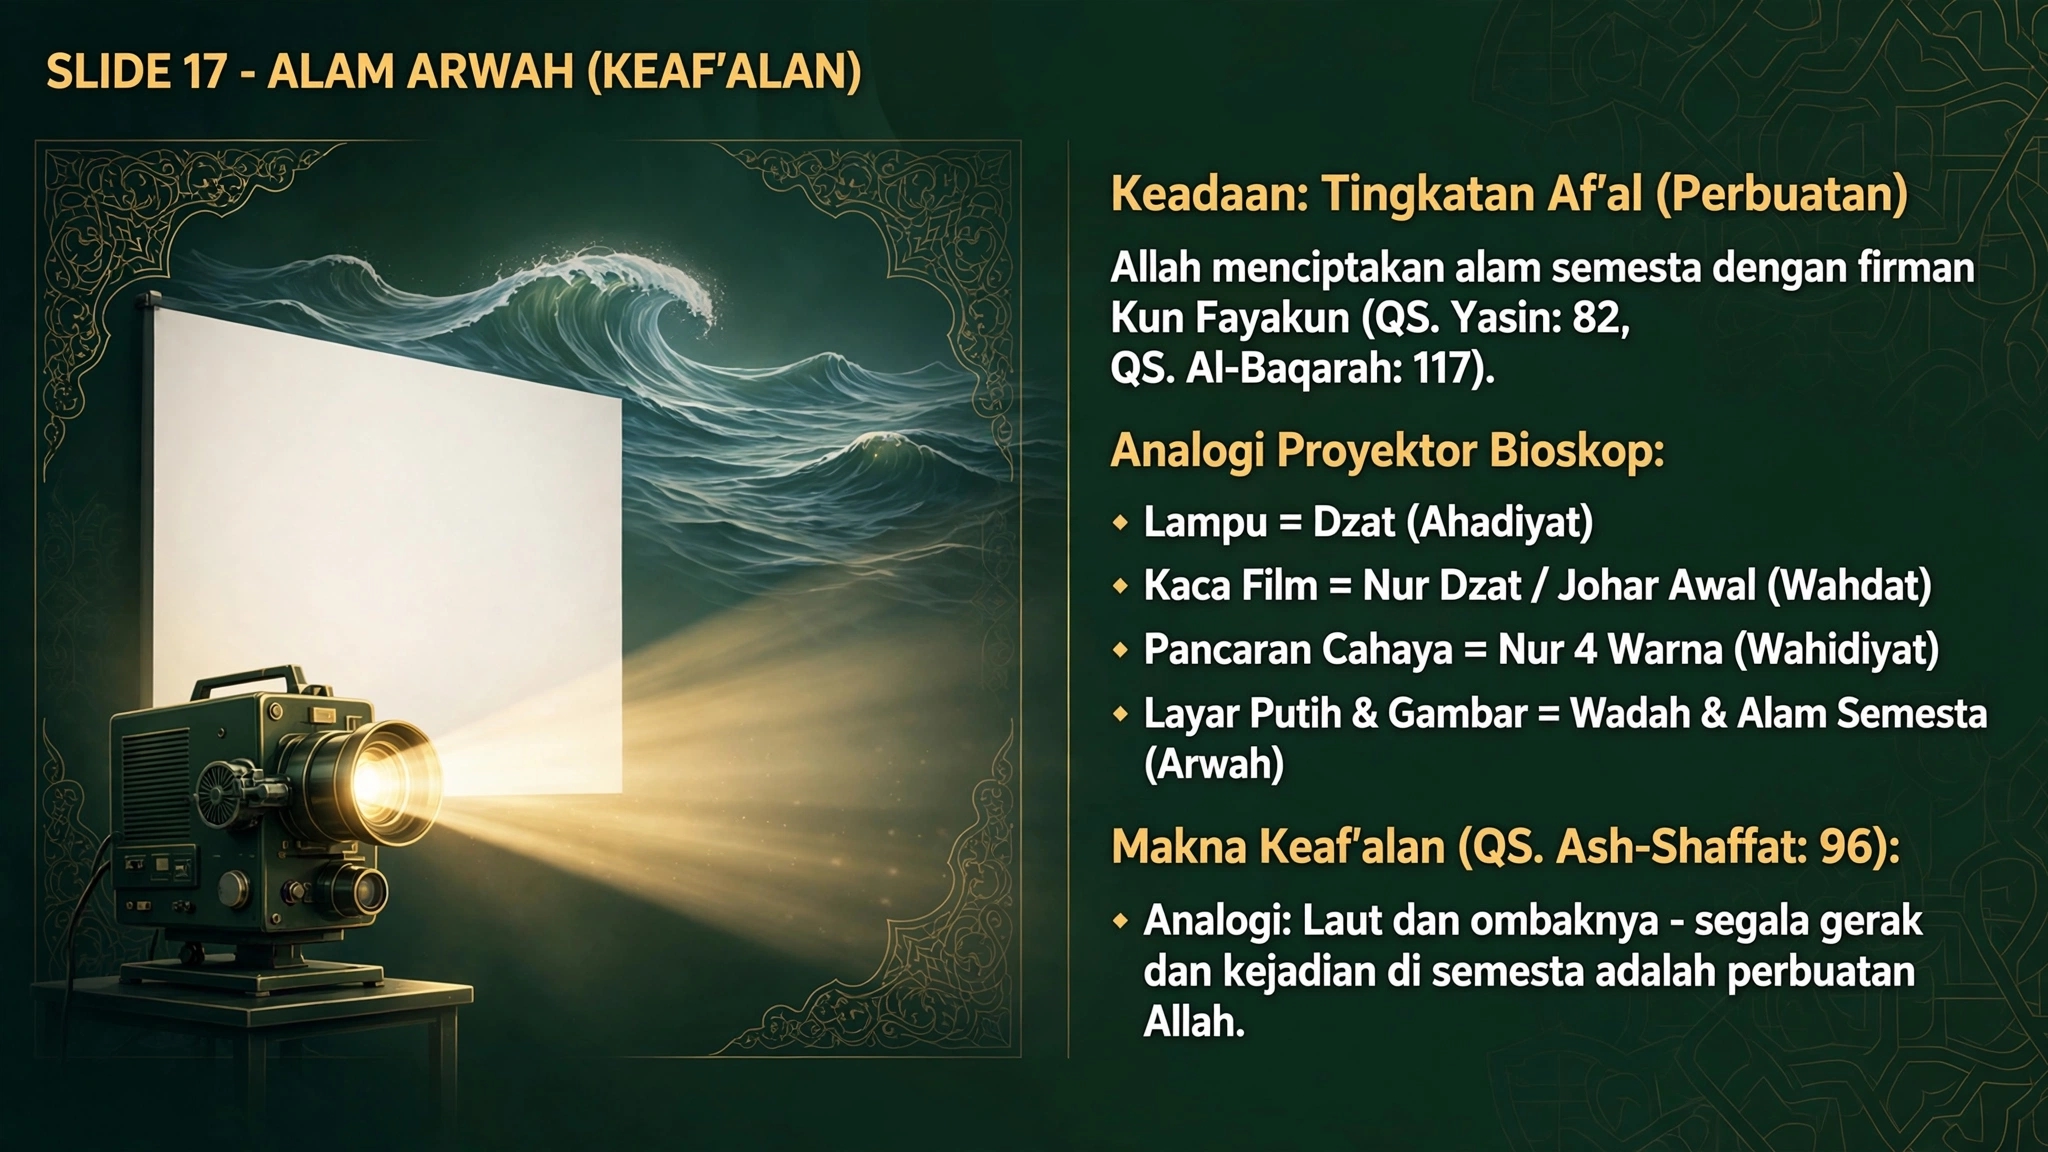 SLIDE 17 - ALAM ARWAH (KEAF'ALAN)
Keadaan: Tingkatan Af'al (Perbuatan)
Allah menciptakan alam semesta dengan firman
Kun Fayakun (QS. Yasin: 82,
QS. Al-Baqarah: 117).
Analogi Proyektor Bioskop:
◆ Lampu = Dzat (Ahadiyat)
◆ Kaca Film = Nur Dzat / Johar Awal (Wahdat)
◆ Pancaran Cahaya = Nur 4 Warna (Wahidiyat)
◆ Layar Putih & Gambar = Wadah & Alam Semesta
(Arwah)
Makna Keaf'alan (QS. Ash-Shaffat: 96):
◆ Analogi: Laut dan ombaknya - segala gerak
dan kejadian di semesta adalah perbuatan
Allah.